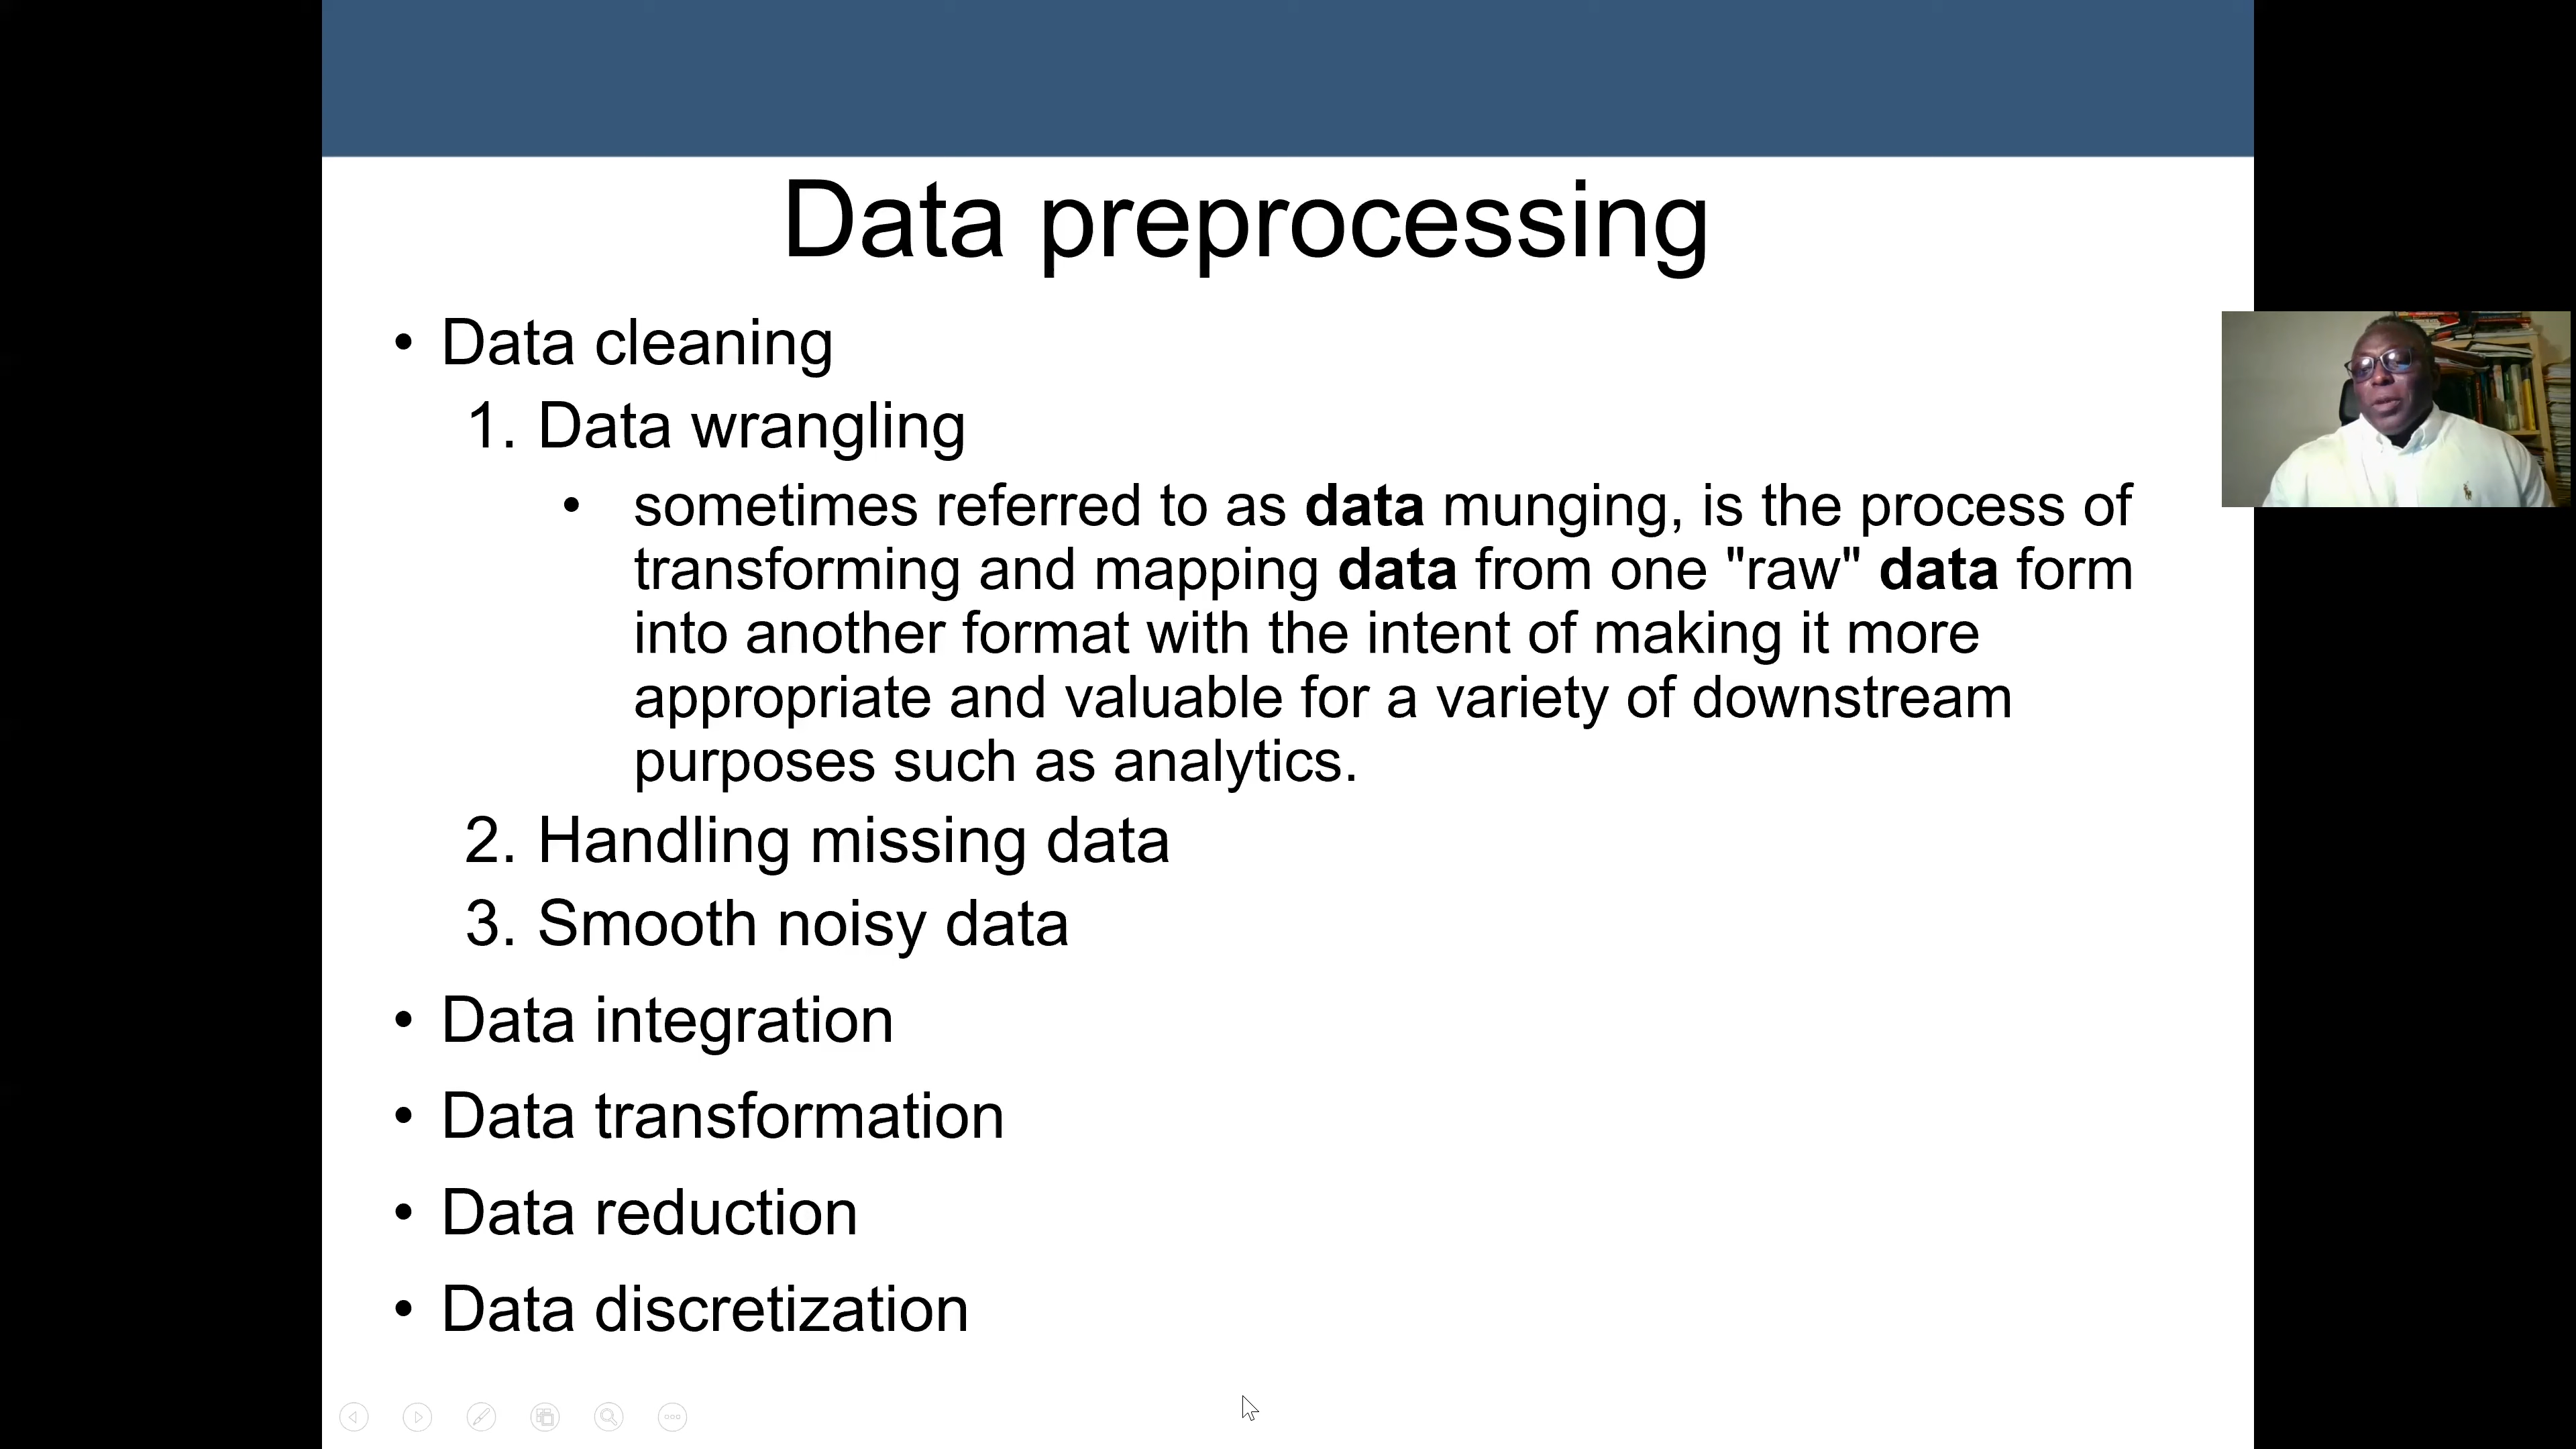 Data preprocessing
• Data cleaning
1. Data wrangling
• sometimes referred to as data munging, is the process of
transforming and mapping data from one "raw" data form
into another format with the intent of making it more
appropriate and valuable for a variety of downstream
purposes such as analytics.
2. Handling missing data
3. Smooth noisy data
• Data integration
• Data transformation
• Data reduction
• Data discretization